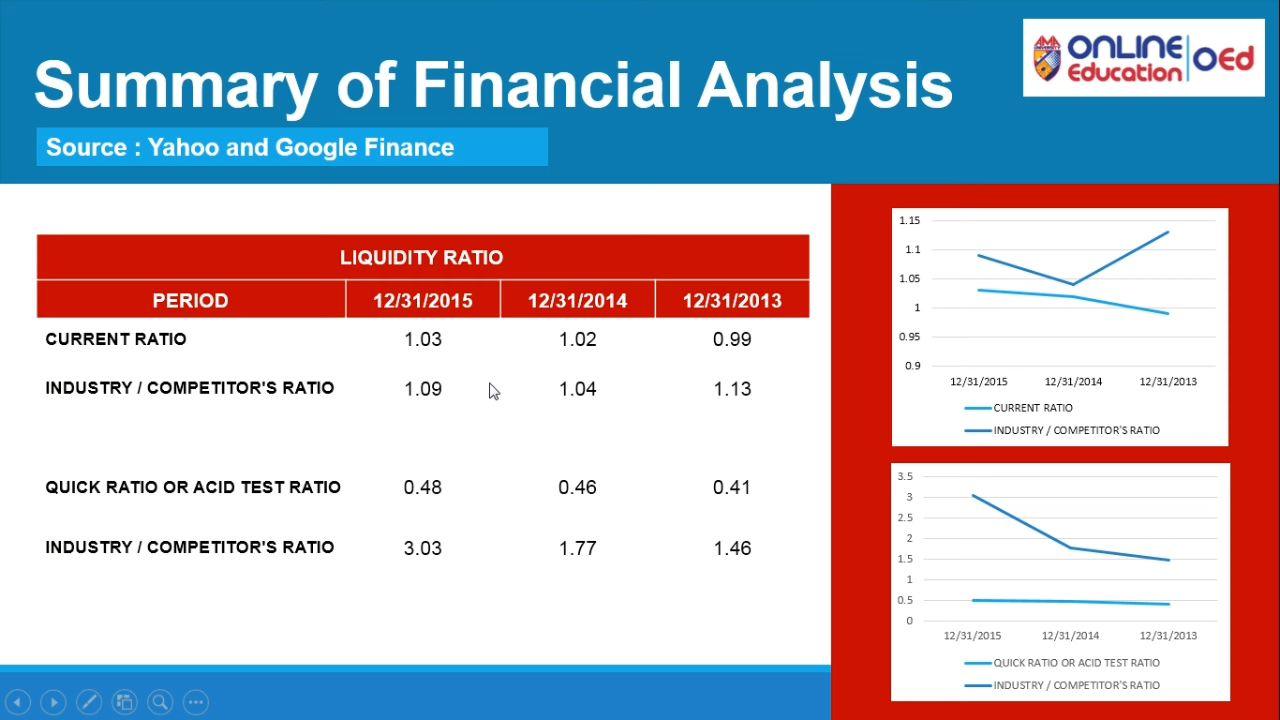 Summary of Financial Analysis
ONLINE
Education
OEd
Source : Yahoo and Google Finance
LIQUIDITY RATIO
PERIOD 12/31/2015 12/31/2014 12/31/2013
CURRENT RATIO 1.03 1.02 0.99
INDUSTRY / COMPETITOR'S RATIO 1.09 1.04 1.13
QUICK RATIO OR ACID TEST RATIO 0.48 0.46 0.41
INDUSTRY / COMPETITOR'S RATIO 3.03 1.77 1.46
1.15
1.1
1.05
1
0.95
0.9
12/31/2015 12/31/2014 12/31/2013
CURRENT RATIO
INDUSTRY / COMPETITOR'S RATIO
3.5
3
2.5
2
1.5
1
0.5
0
12/31/2015 12/31/2014 12/31/2013
QUICK RATIO OR ACID TEST RATIO
INDUSTRY / COMPETITOR'S RATIO